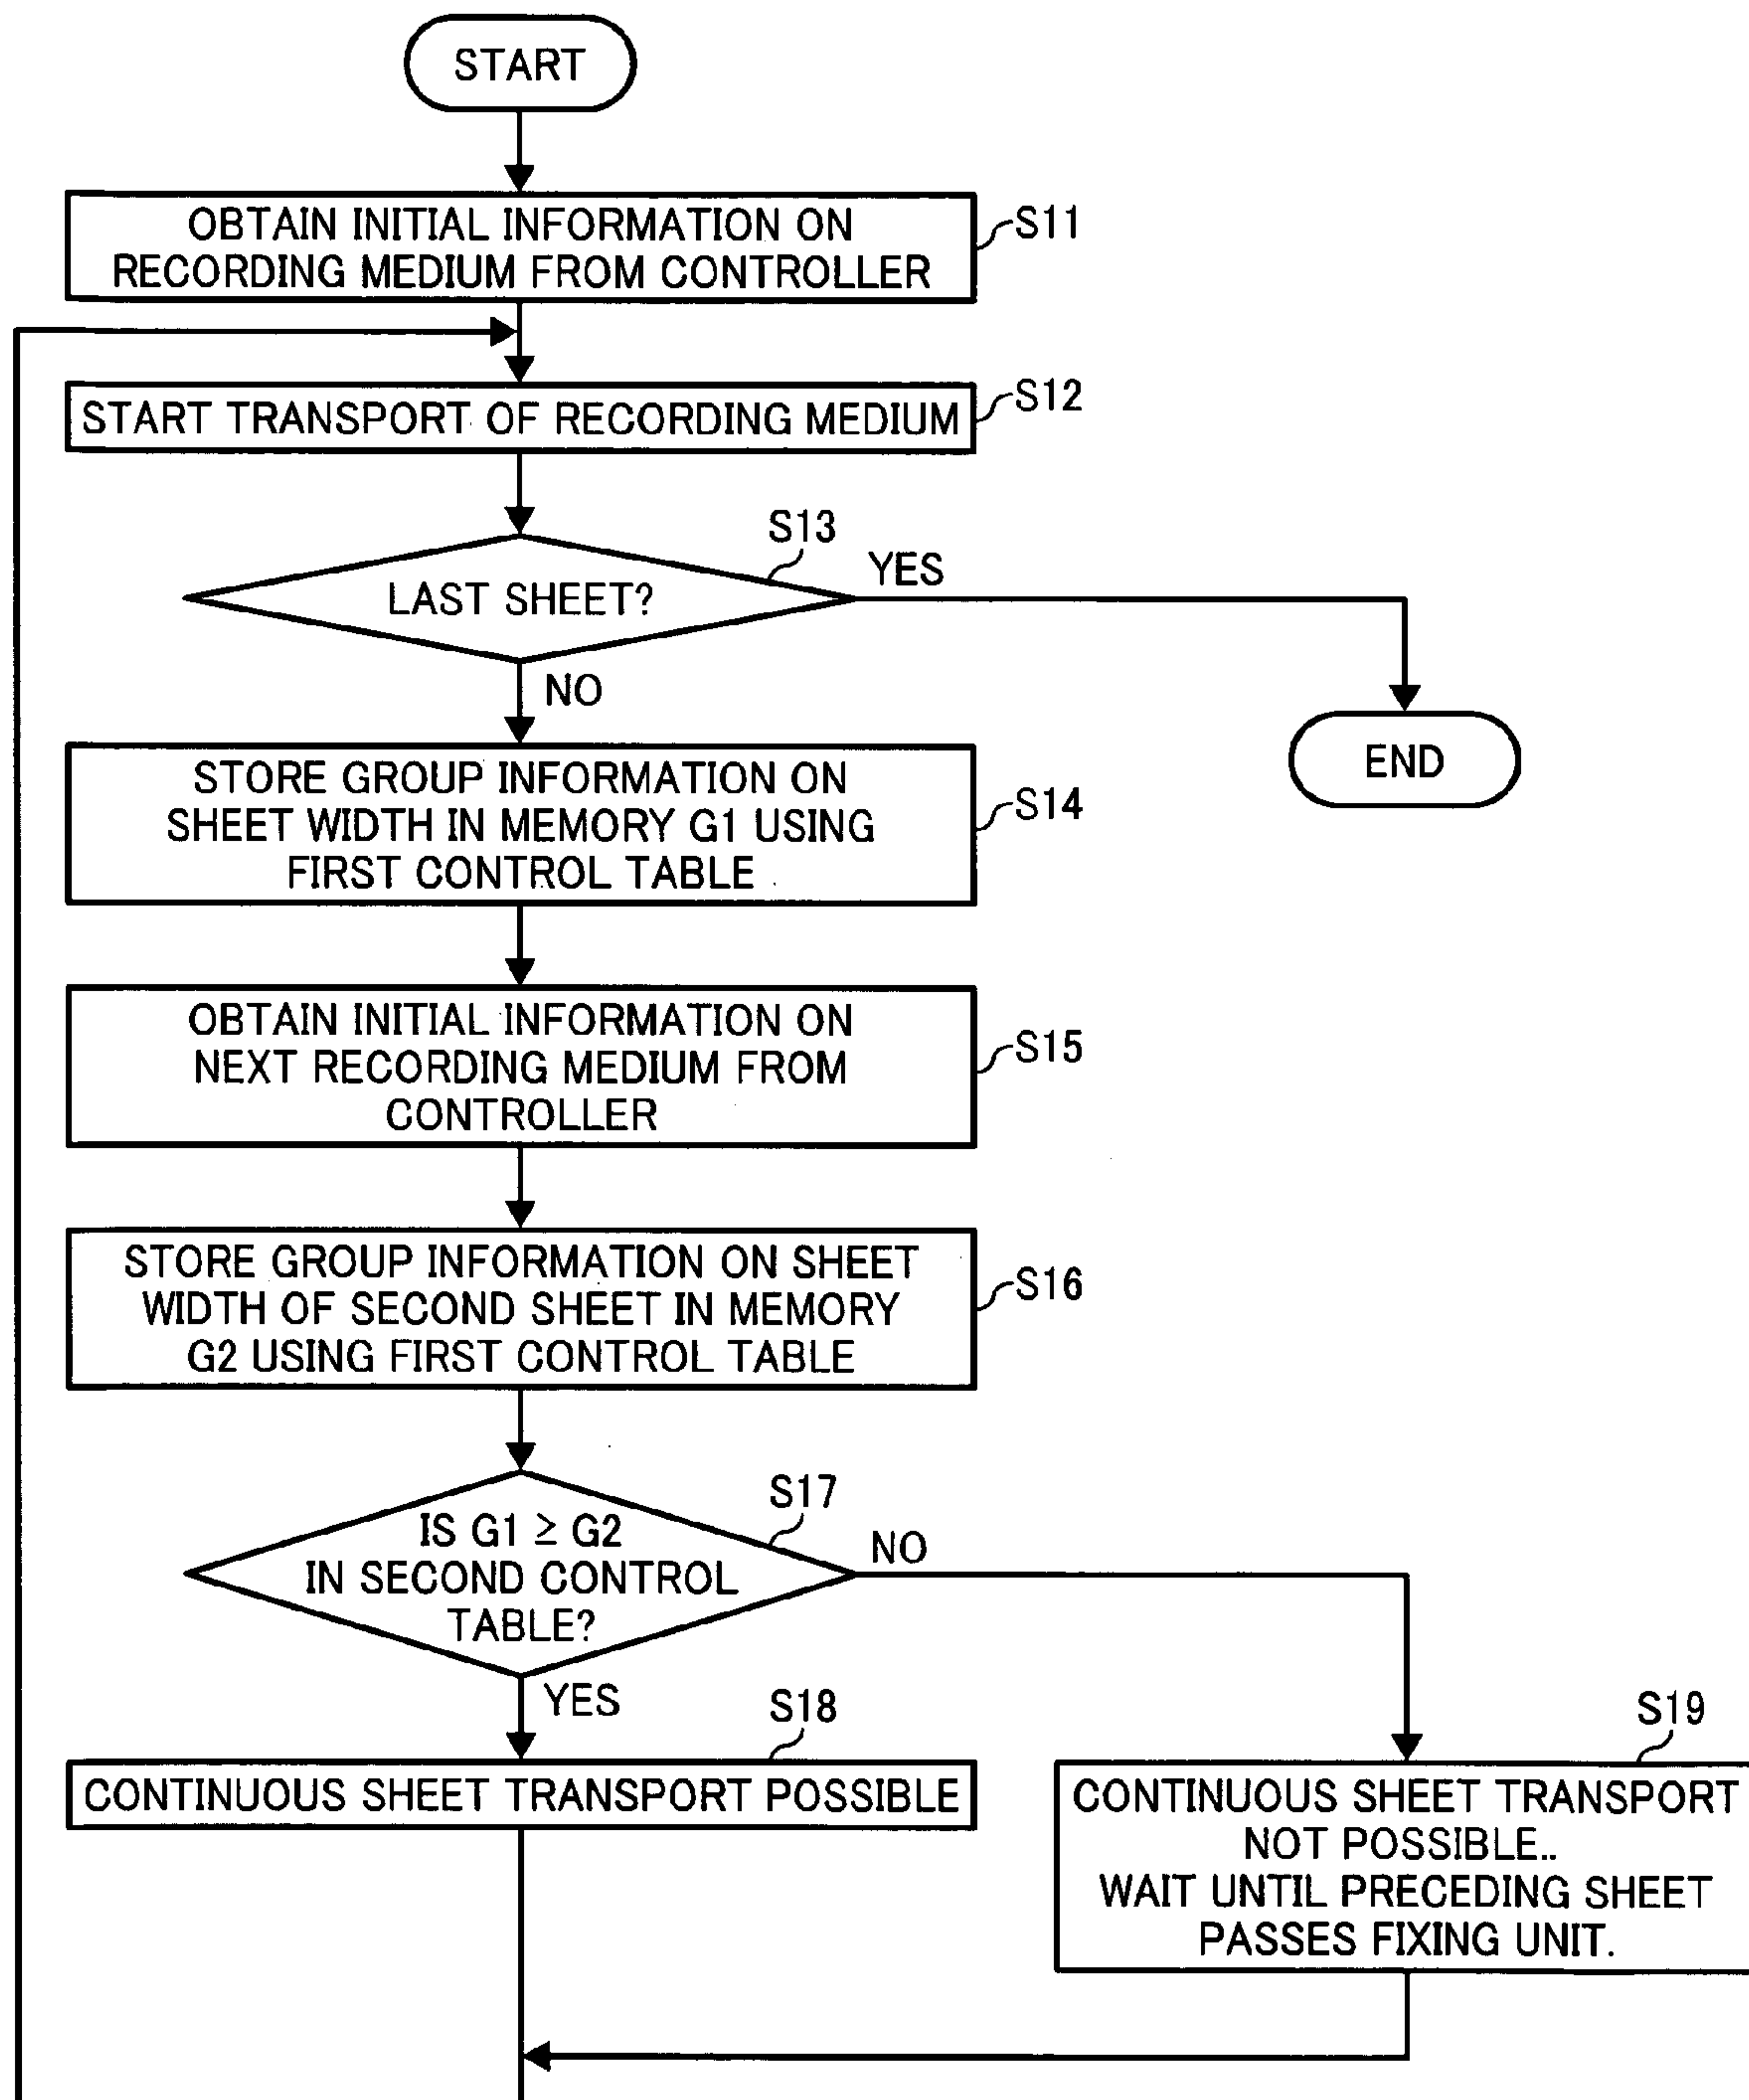 START
OBTAIN INITIAL INFORMATION ON
RECORDING MEDIUM FROM CONTROLLER
S11
START TRANSPORT OF RECORDING MEDIUM
S12
S13
LAST SHEET?
YES
NO
END
STORE GROUP INFORMATION ON
SHEET WIDTH IN MEMORY G1 USING
FIRST CONTROL TABLE
S14
OBTAIN INITIAL INFORMATION ON
NEXT RECORDING MEDIUM FROM
CONTROLLER
S15
STORE GROUP INFORMATION ON SHEET
WIDTH OF SECOND SHEET IN MEMORY
G2 USING FIRST CONTROL TABLE
S16
S17
IS G1 ≥ G2
IN SECOND CONTROL
TABLE?
NO
YES
S18
CONTINUOUS SHEET TRANSPORT POSSIBLE
S19
CONTINUOUS SHEET TRANSPORT
NOT POSSIBLE..
WAIT UNTIL PRECEDING SHEET
PASSES FIXING UNIT.